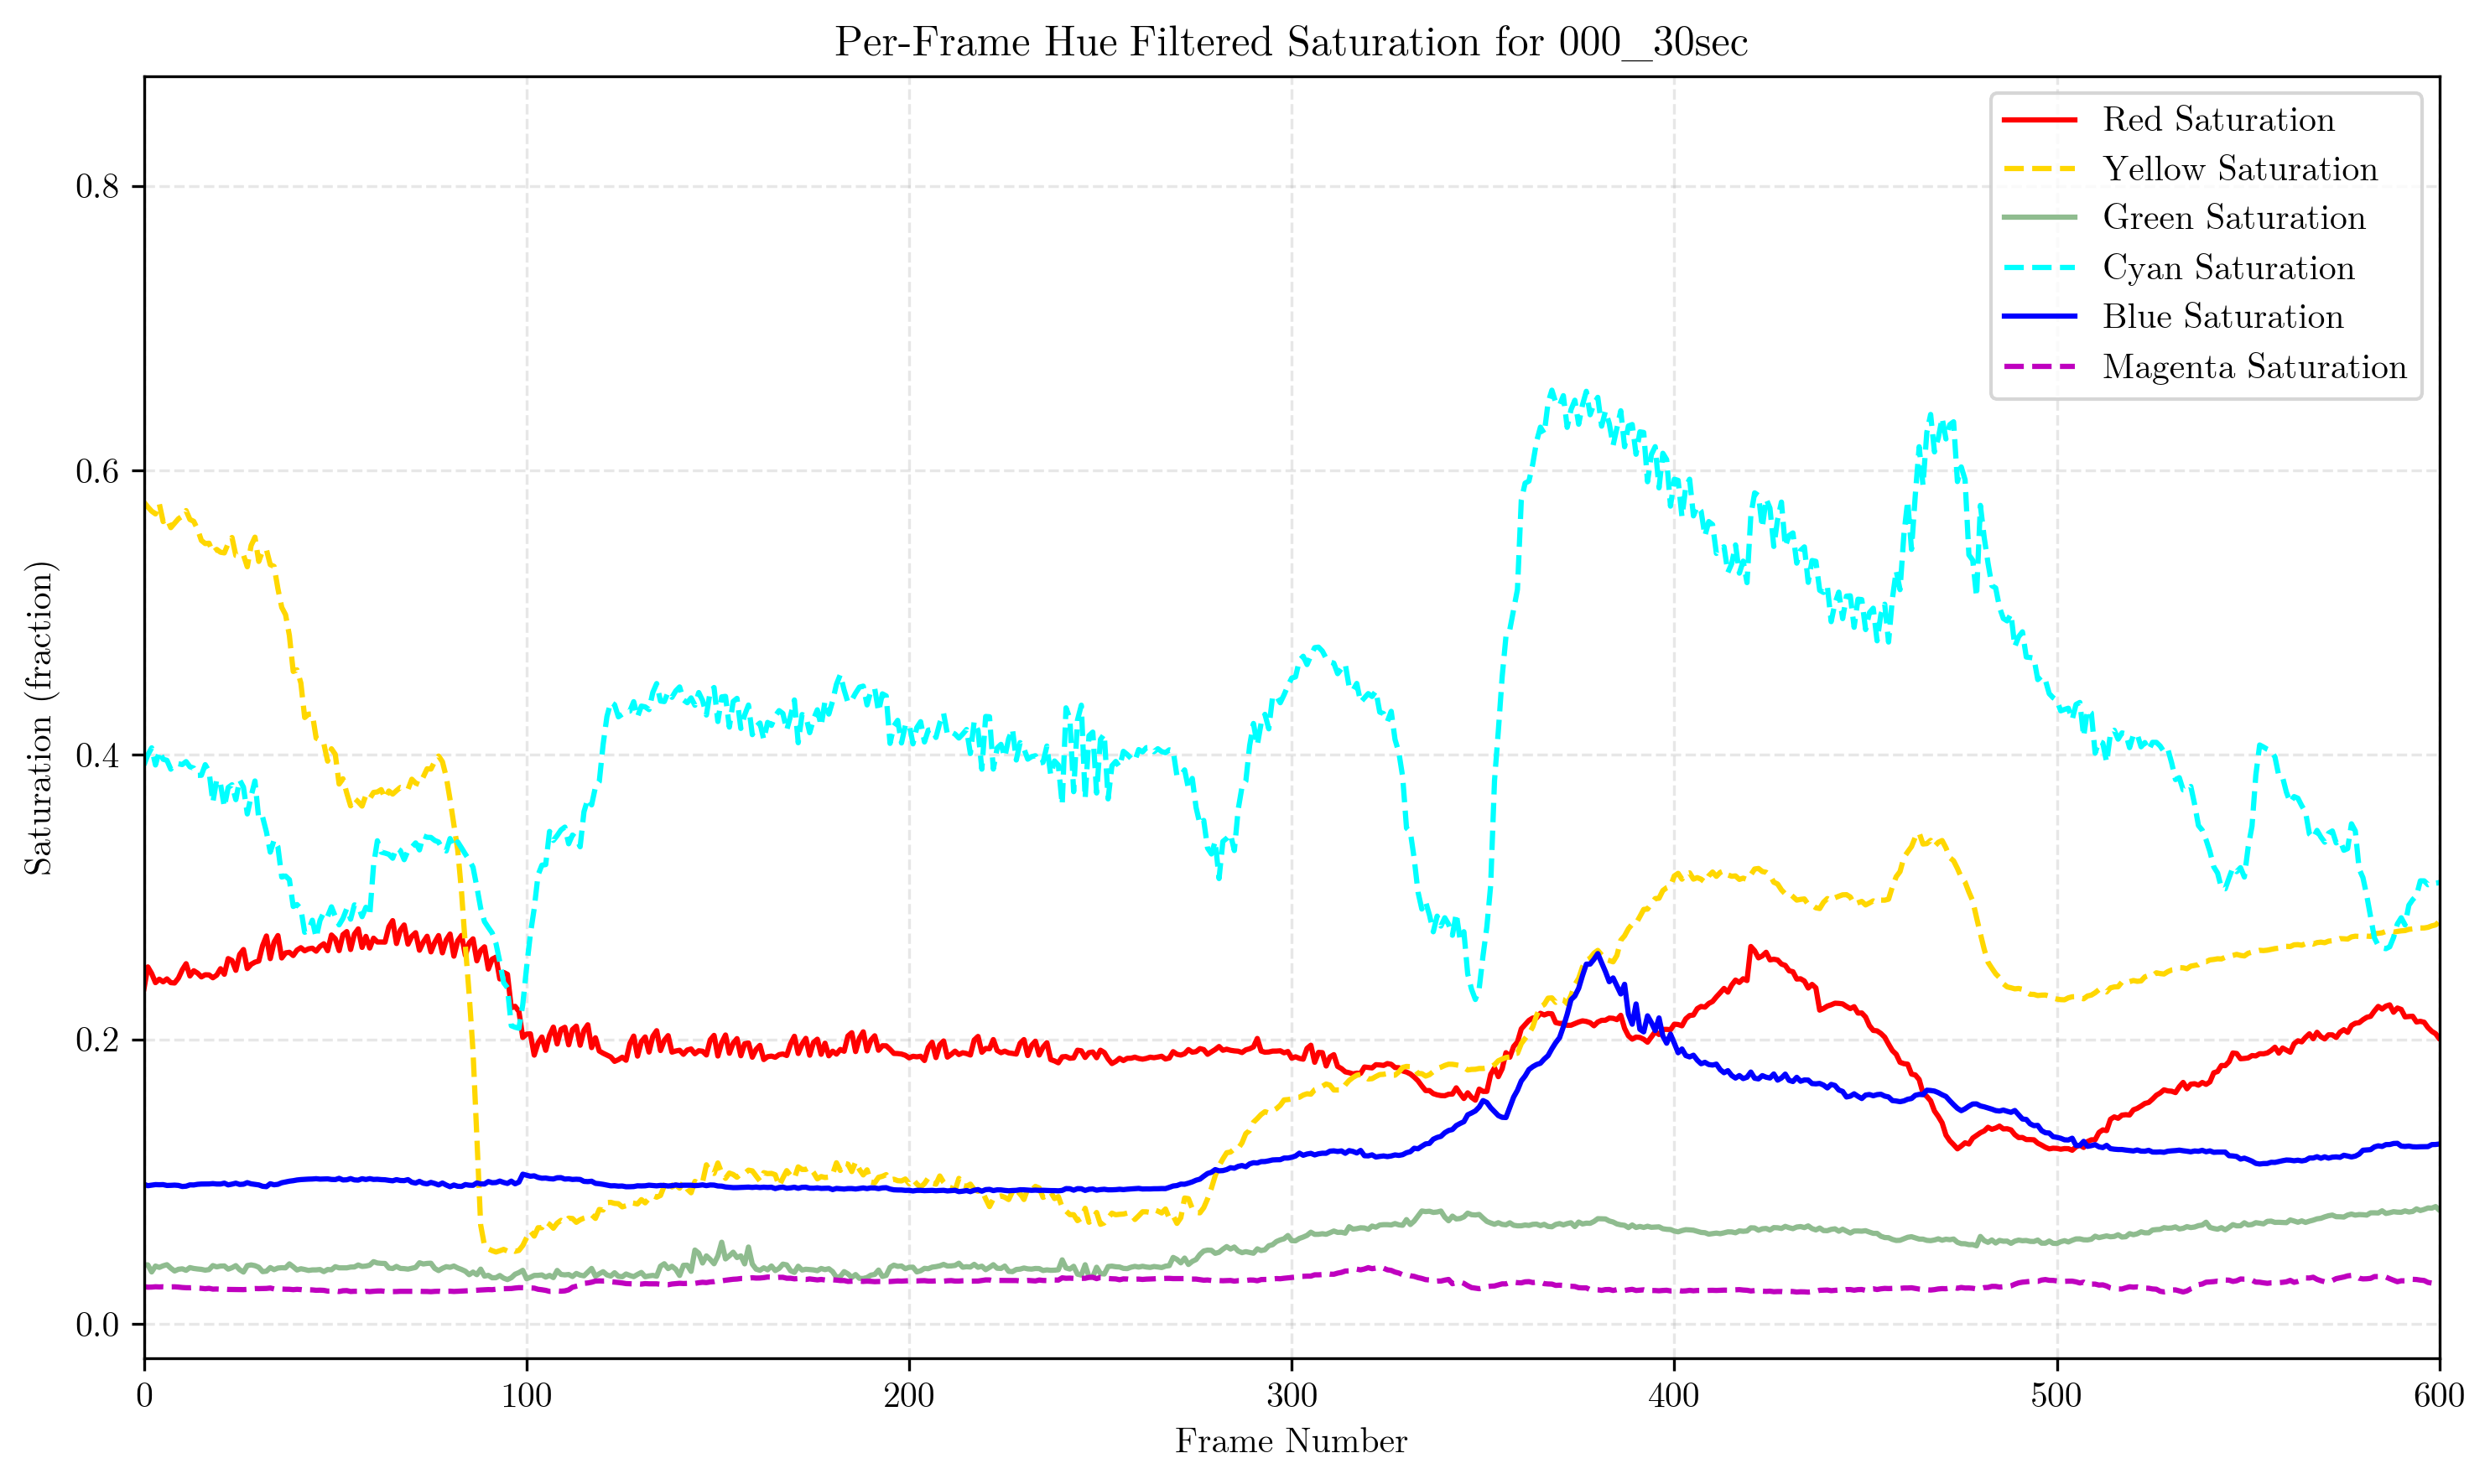 Per-Frame Hue Filtered Saturation for 000_30sec
Red Saturation
Yellow Saturation
Green Saturation
Cyan Saturation
Blue Saturation
Magenta Saturation
Saturation (fraction)
0.8
0.6
0.4
0.2
0.0
0 100 200 300 400 500 600
Frame Number